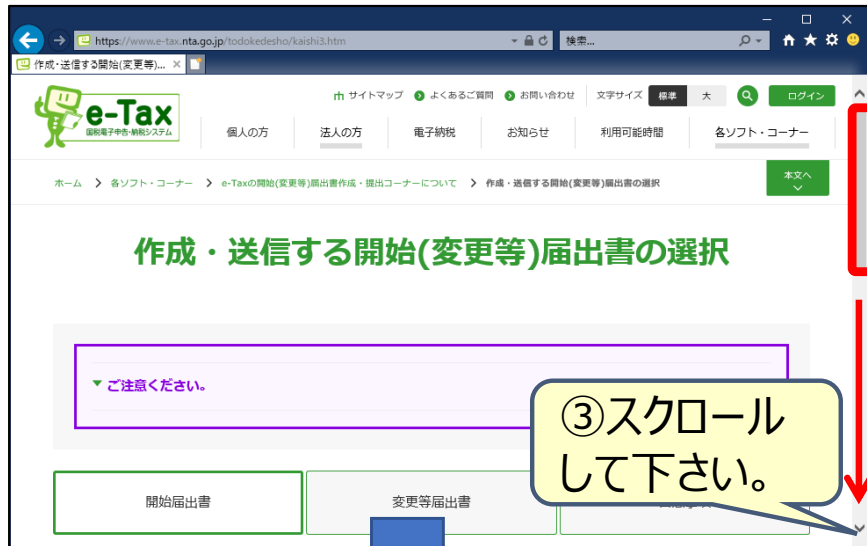 https://www.e-tax.nta.go.jp/todokedesho/kaishi3.htm
検索...
作成・送信する開始(変更等)...
サイトマップ よくあるご質問 お問い合わせ 文字サイズ 標準 大 ログイン
e-Tax
国税電子申告・納税システム
個人の方 法人の方 電子納税 お知らせ 利用可能時間 各ソフト・コーナー
ホーム 各ソフト・コーナー e-Taxの開始(変更等)届出書作成・提出コーナーについて 作成・送信する開始(変更等)届出書の選択
本文へ
作成・送信する開始(変更等)届出書の選択
ご注意ください。
③スクロール
して下さい。
開始届出書 変更等届出書